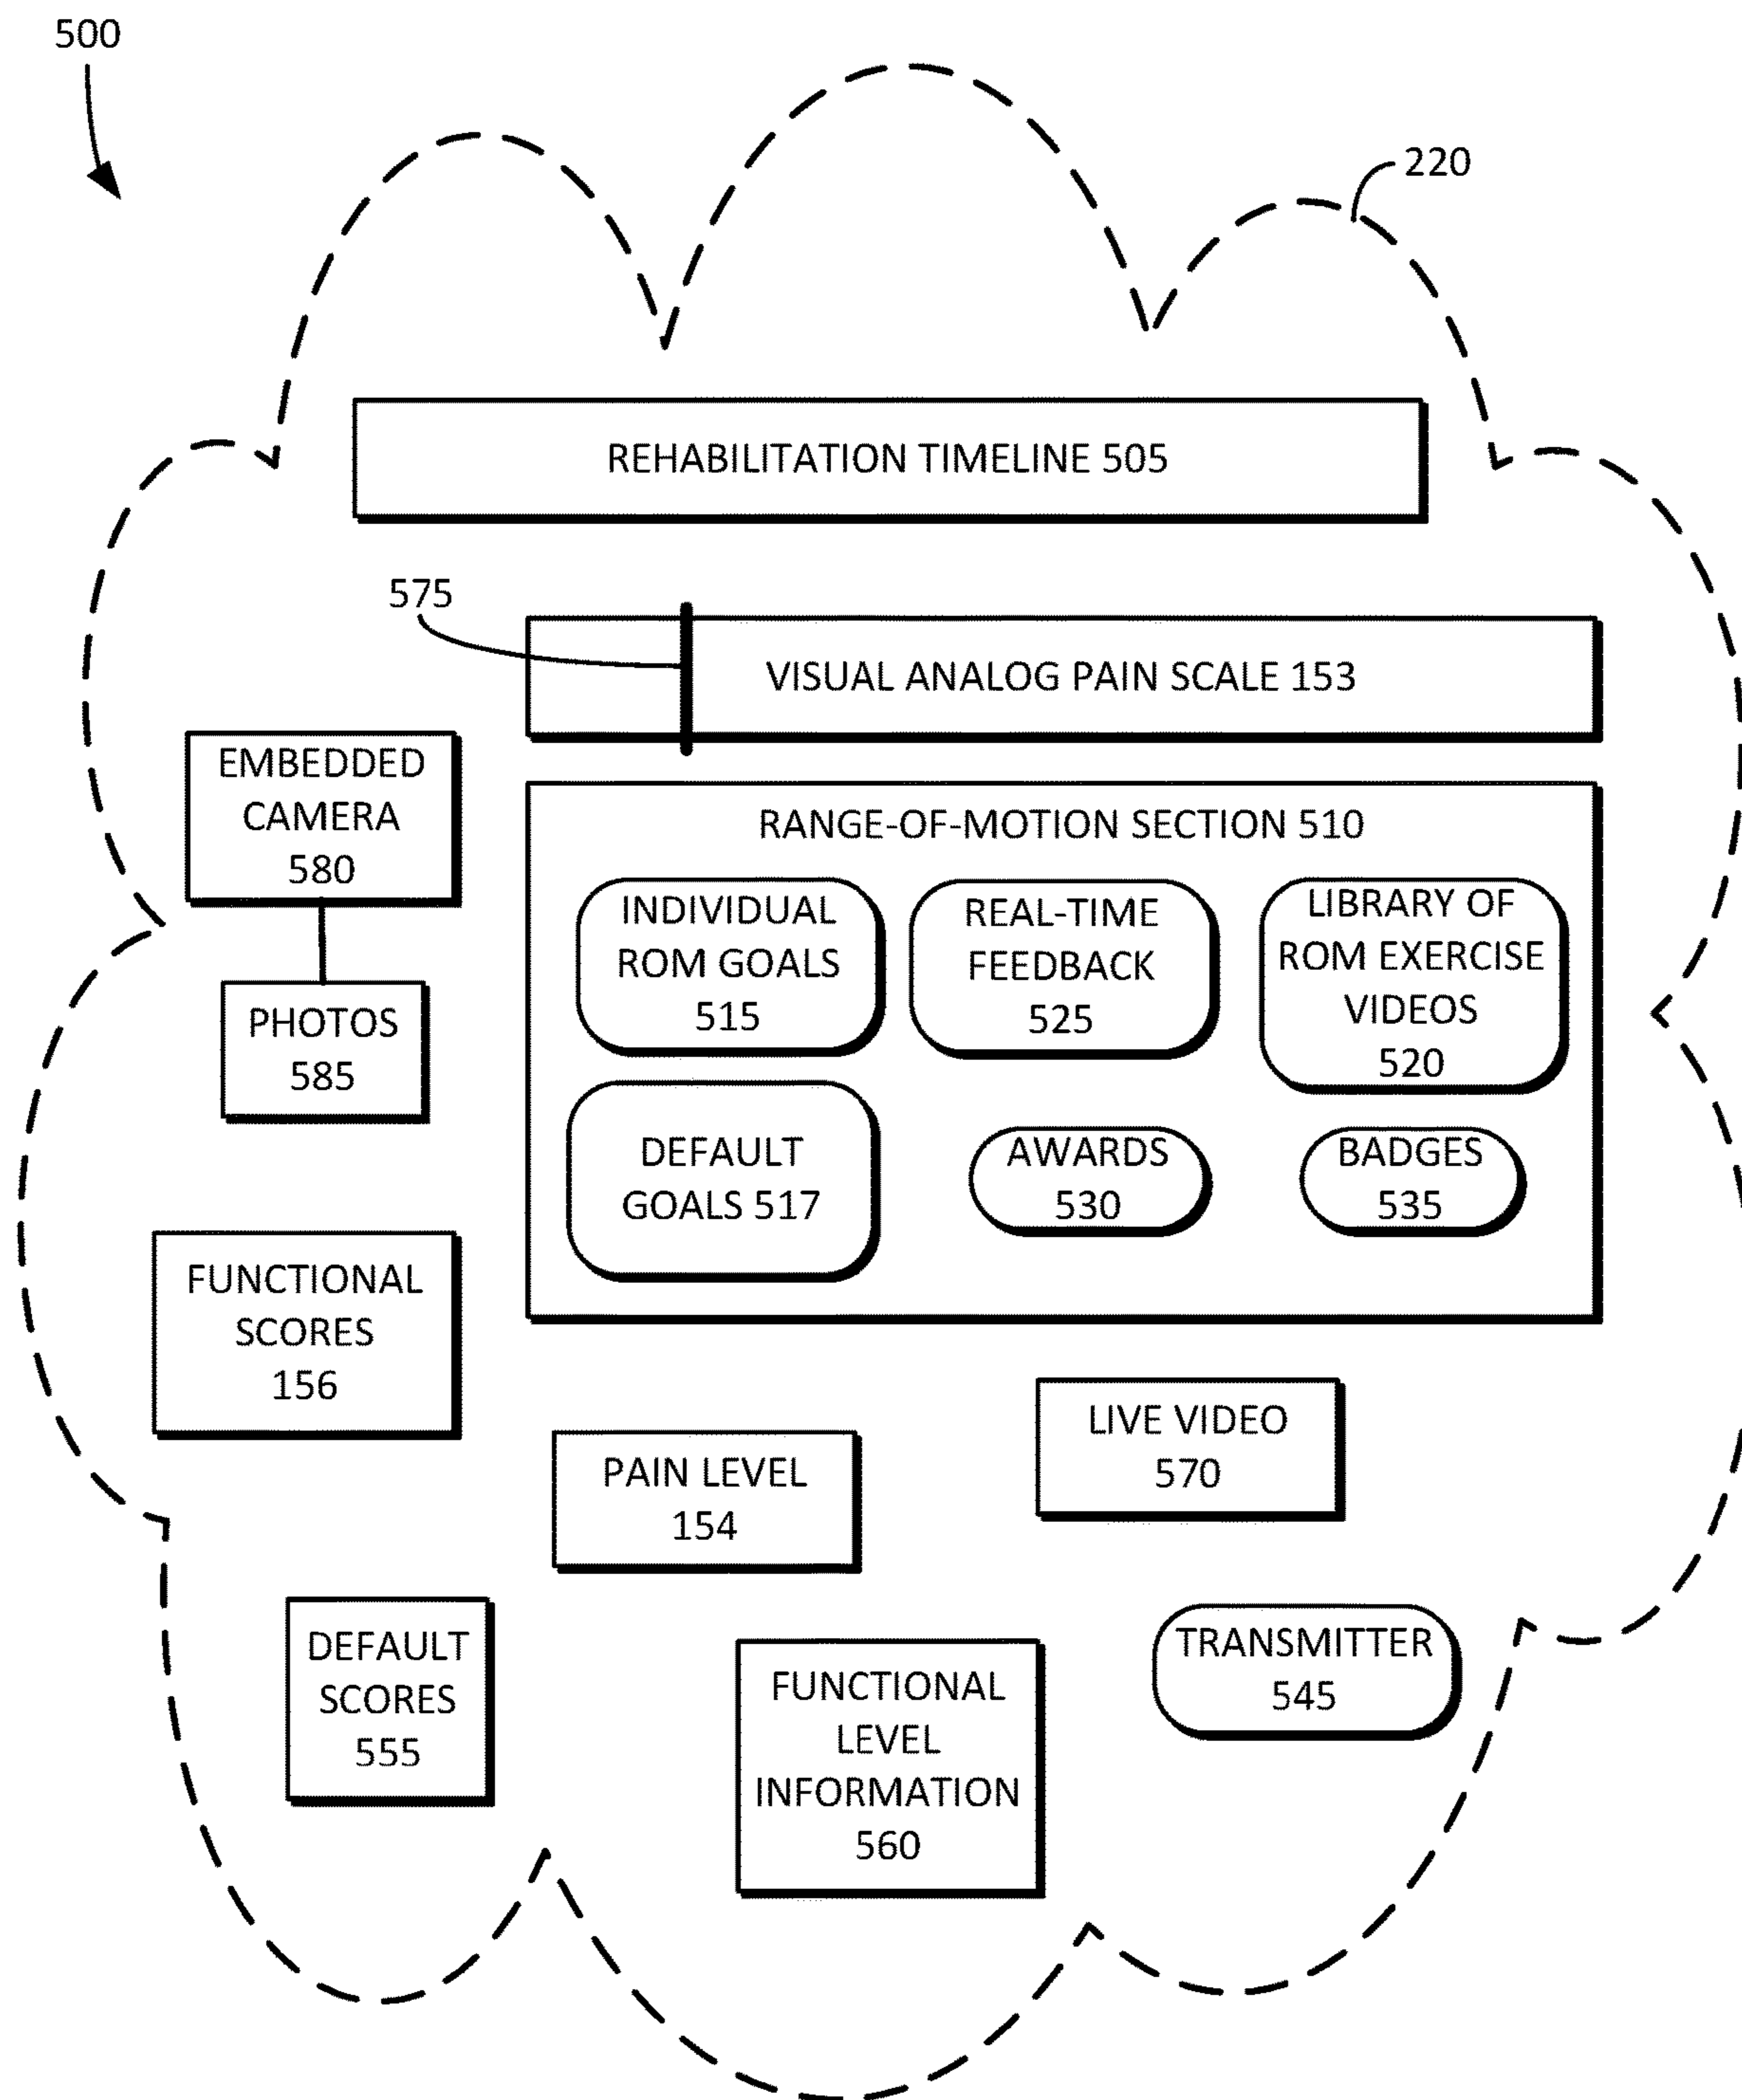 500
220
REHABILITATION TIMELINE 505
575
VISUAL ANALOG PAIN SCALE 153
EMBEDDED
CAMERA
580
PHOTOS
585
RANGE-OF-MOTION SECTION 510
INDIVIDUAL
ROM GOALS
515
REAL-TIME
FEEDBACK
525
LIBRARY OF
ROM EXERCISE
VIDEOS
520
DEFAULT
GOALS 517
AWARDS
530
BADGES
535
FUNCTIONAL
SCORES
156
LIVE VIDEO
570
PAIN LEVEL
154
DEFAULT
SCORES
555
FUNCTIONAL
LEVEL
INFORMATION
560
TRANSMITTER
545